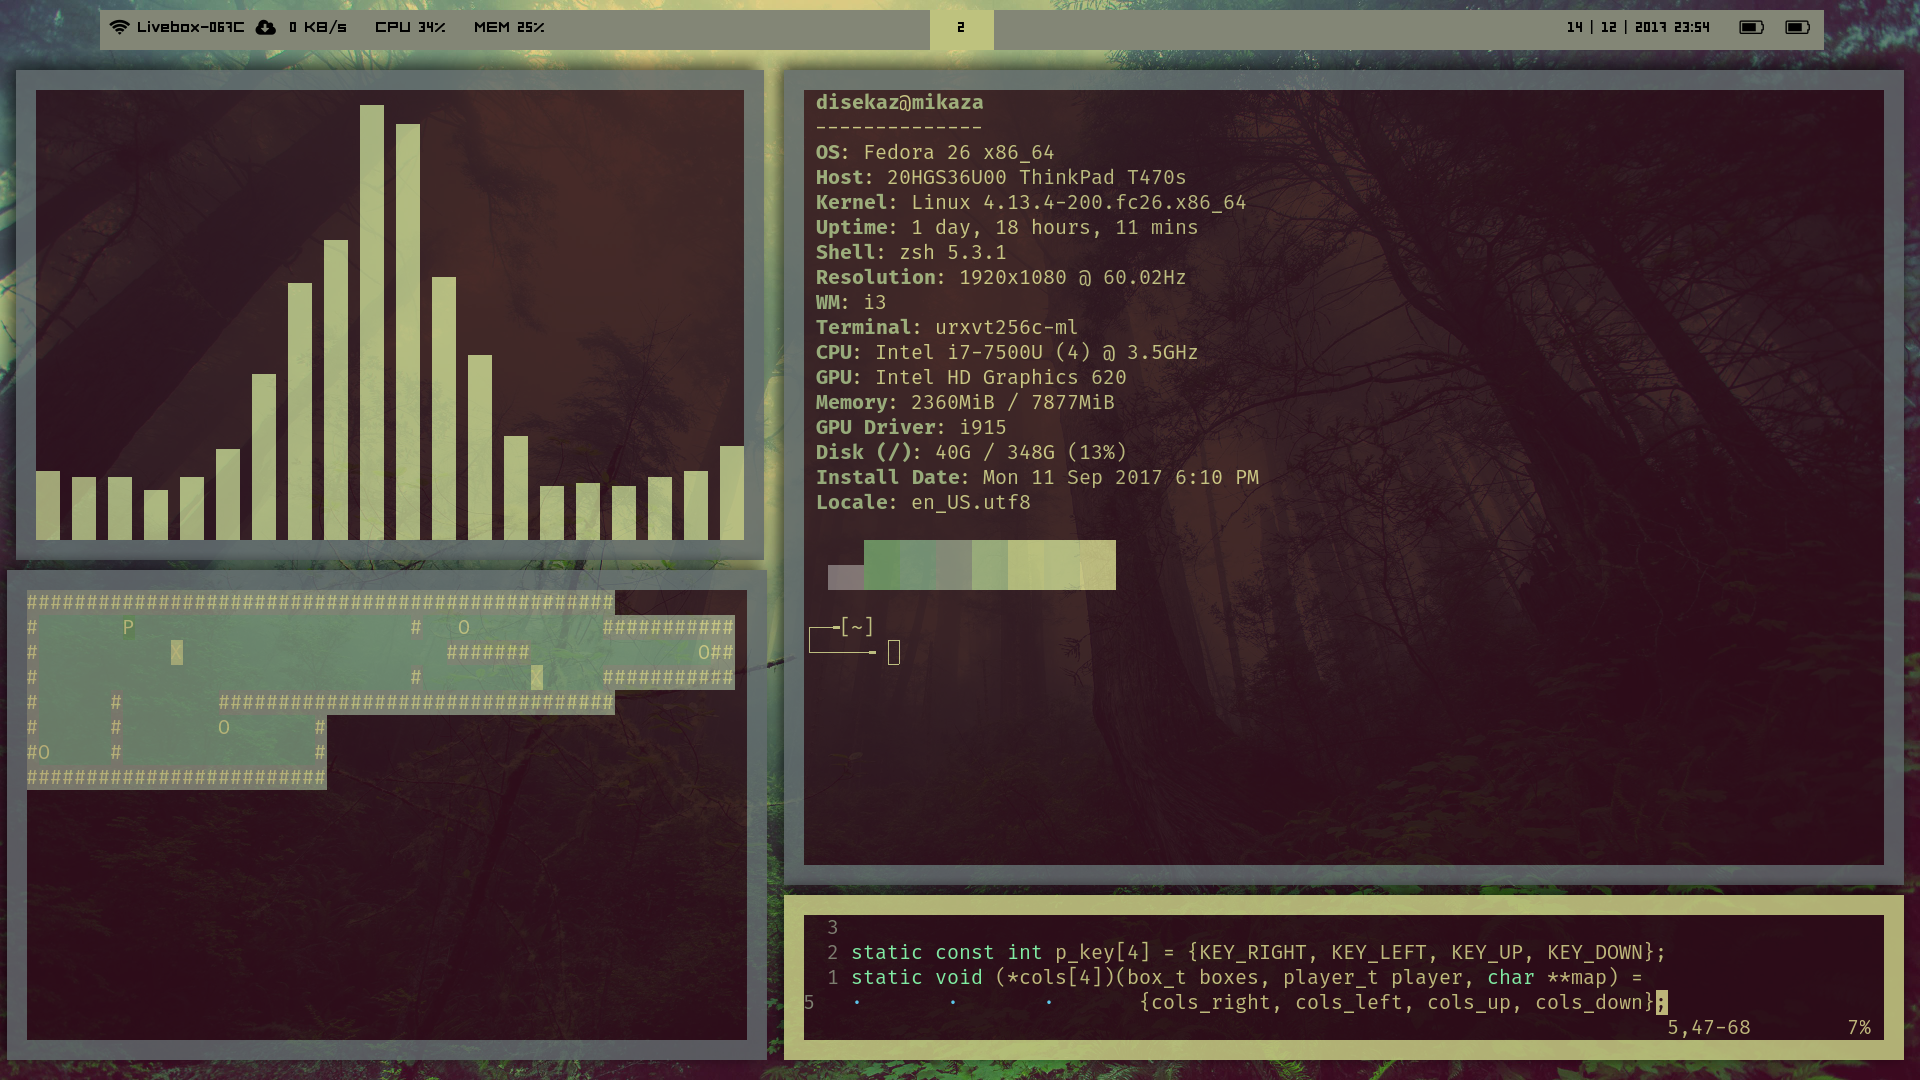 Livebox-067C 0 KB/s CPU 34% MEM 25% 2 14 | 12 | 2017 23:54
disekaz@mikaza
--------------
OS: Fedora 26 x86_64
Host: 20HGS36U00 ThinkPad T470s
Kernel: Linux 4.13.4-200.fc26.x86_64
Uptime: 1 day, 18 hours, 11 mins
Shell: zsh 5.3.1
Resolution: 1920x1080 @ 60.02Hz
WM: i3
Terminal: urxvt256c-ml
CPU: Intel i7-7500U (4) @ 3.5GHz
GPU: Intel HD Graphics 620
Memory: 2360MiB / 7877MiB
GPU Driver: i915
Disk (/): 40G / 348G (13%)
Install Date: Mon 11 Sep 2017 6:10 PM
Locale: en_US.utf8
[~]
#################################################
#       P                       #   O           ###########
#           X                      #######              O##
#                               #         X     ###########
#      #        #################################
#      #        O       #
#O     #                #
#########################
3
2 static const int p_key[4] = {KEY_RIGHT, KEY_LEFT, KEY_UP, KEY_DOWN};
1 static void (*cols[4])(box_t boxes, player_t player, char **map) =
5 · · · {cols_right, cols_left, cols_up, cols_down};
5,47-68 7%